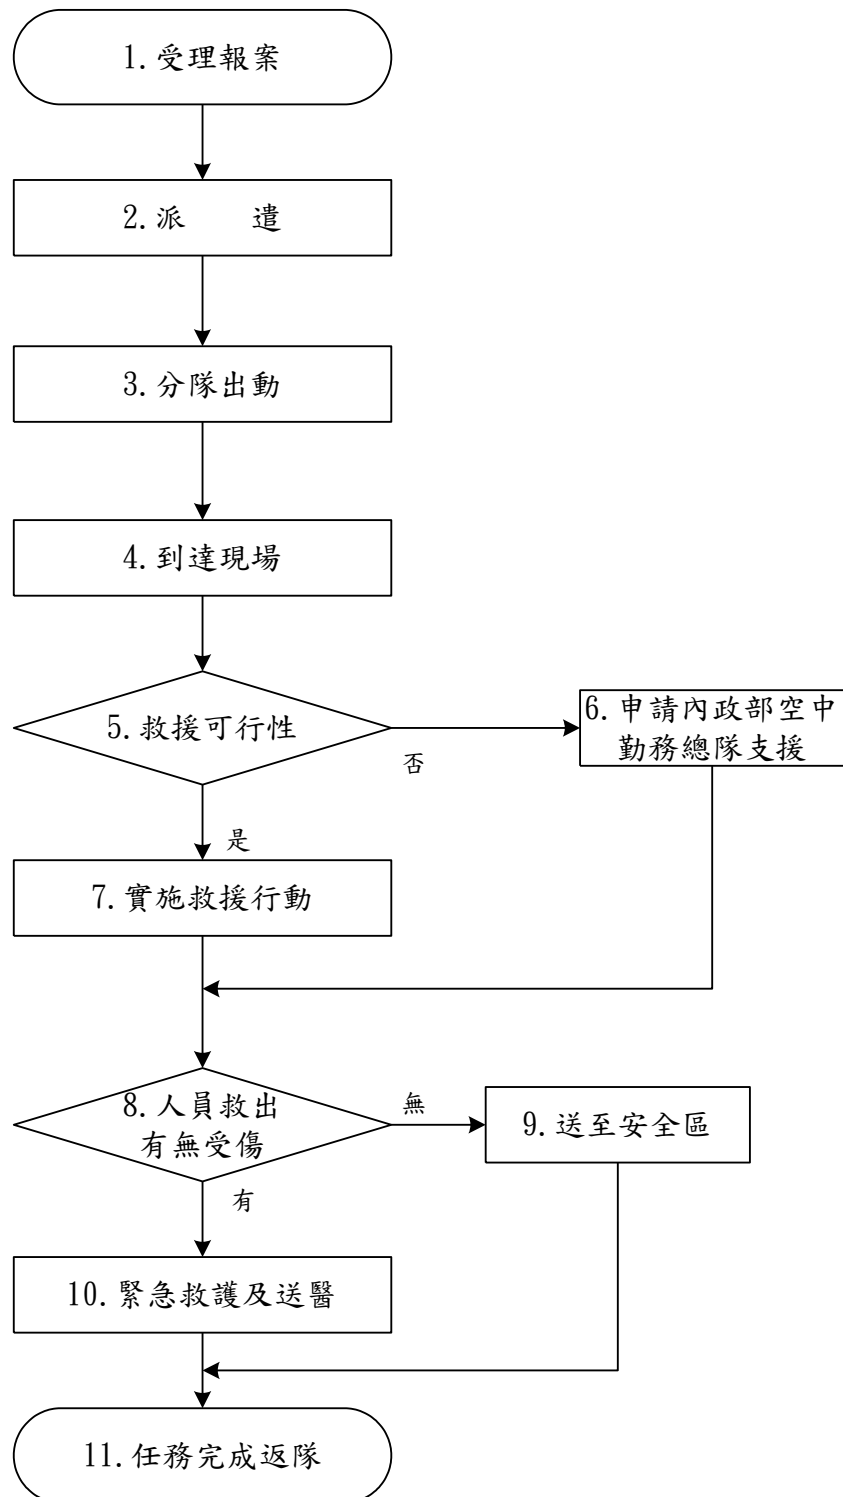 1.受理報案
2.派　　遣
3.分隊出動
4.到達現場
5.救援可行性
否
6.申請內政部空中
勤務總隊支援
是
7.實施救援行動
8.人員救出
有無受傷
無
9.送至安全區
有
10.緊急救護及送醫
11.任務完成返隊